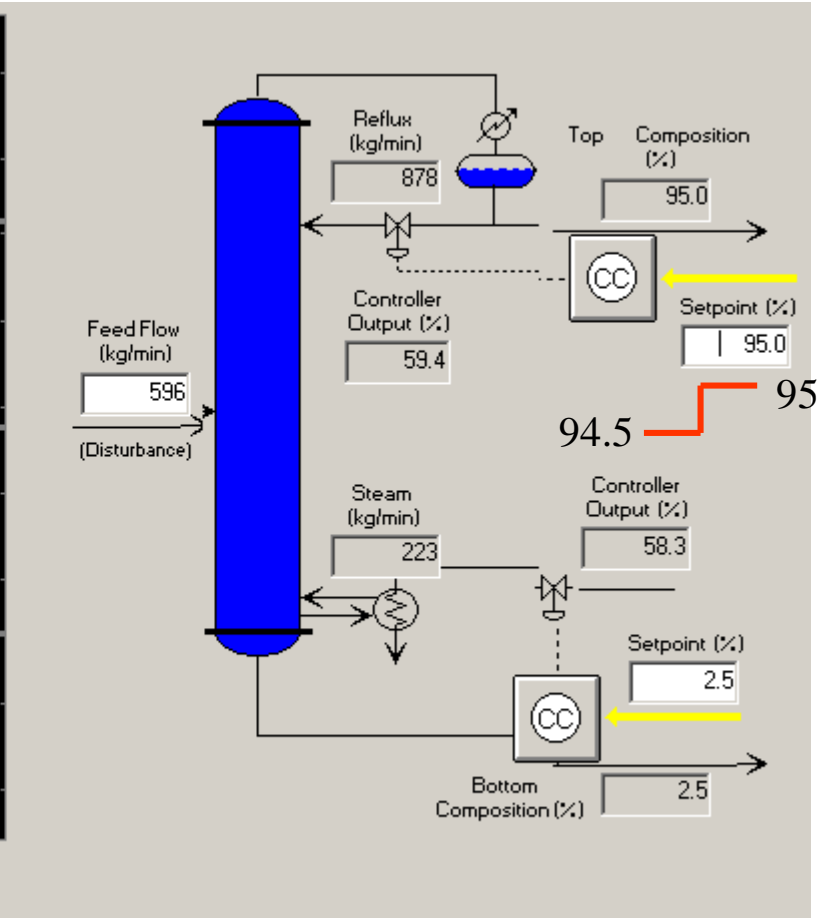 Reflux
(kg/min)
878
Top Composition
(%)
95.0
CC
Setpoint (%)
95.0
Controller
Output (%)
59.4
Feed Flow
(kg/min)
596
(Disturbance)
94.5
95
Steam
(kg/min)
223
Controller
Output (%)
58.3
Setpoint (%)
2.5
CC
Bottom
Composition (%)
2.5